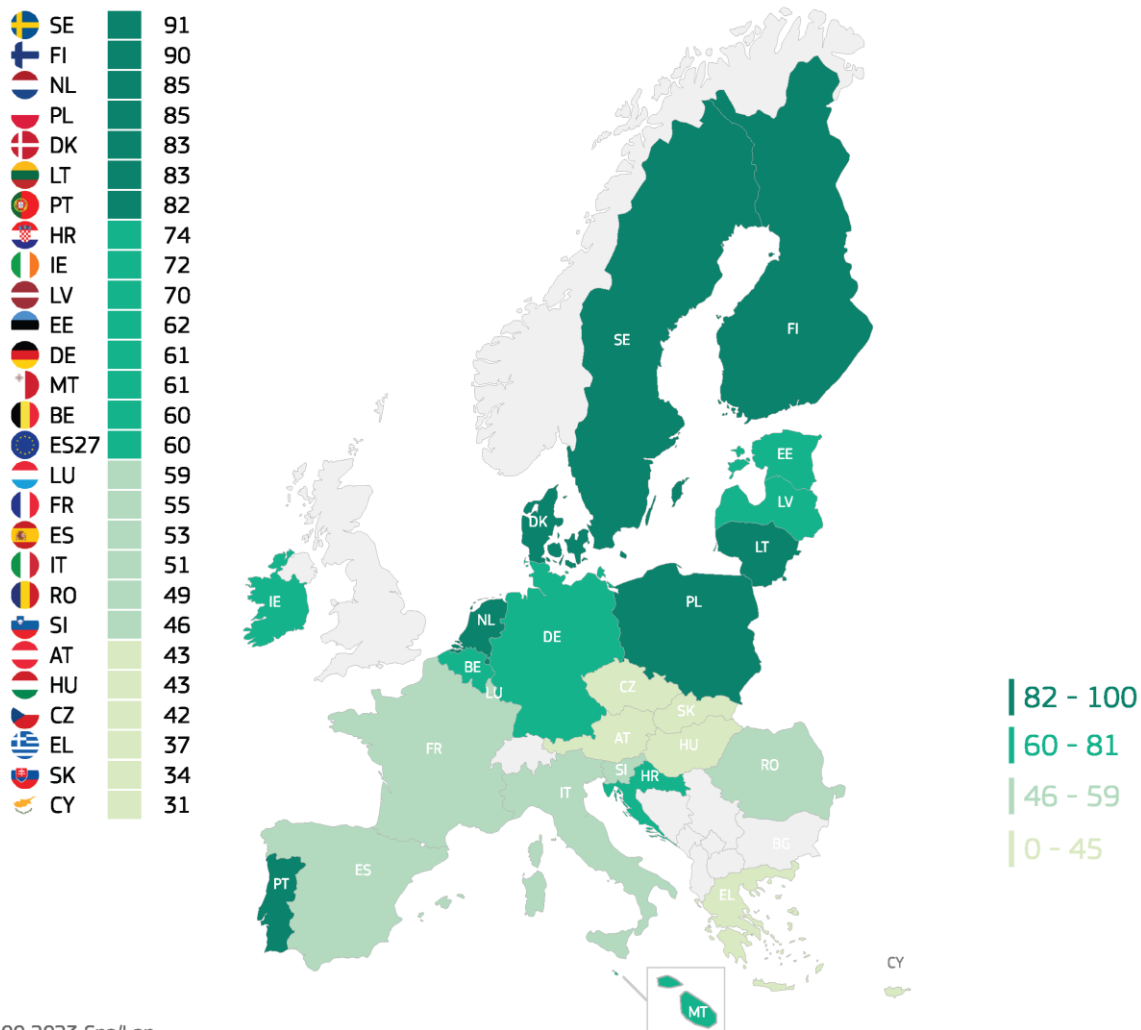 SE 91
FI 90
NL 85
PL 85
DK 83
LT 83
PT 82
HR 74
IE 72
LV 70
EE 62
DE 61
MT 61
BE 60
ES27 60
LU 59
FR 55
ES 53
IT 51
RO 49
SI 46
AT 43
HU 43
CZ 42
EL 37
SK 34
CY 31
SE
FI
EE
LV
LT
DK
IE
NL
PL
DE
BE
LU
CZ
SK
FR
AT
HU
SI
HR
RO
IT
BG
PT
ES
EL
CY
MT
82 - 100
60 - 81
46 - 59
0 - 45